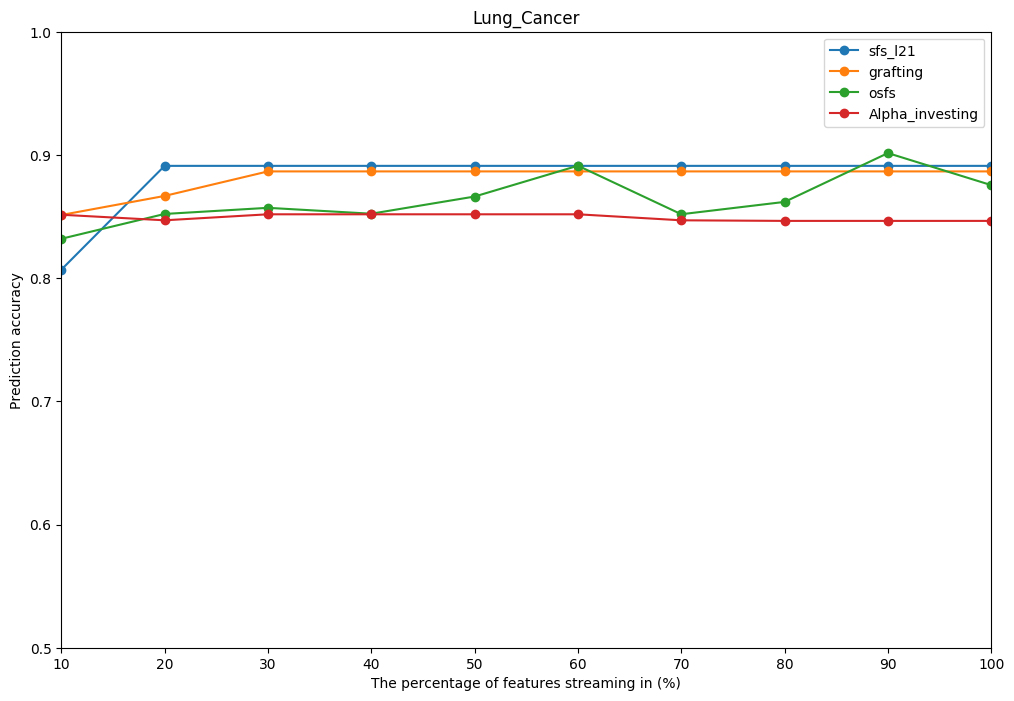 Lung_Cancer
1.0
0.9
0.8
0.7
0.6
0.5
Prediction accuracy
sfs_l21
grafting
osfs
Alpha_investing
10 20 30 40 50 60 70 80 90 100
The percentage of features streaming in (%)